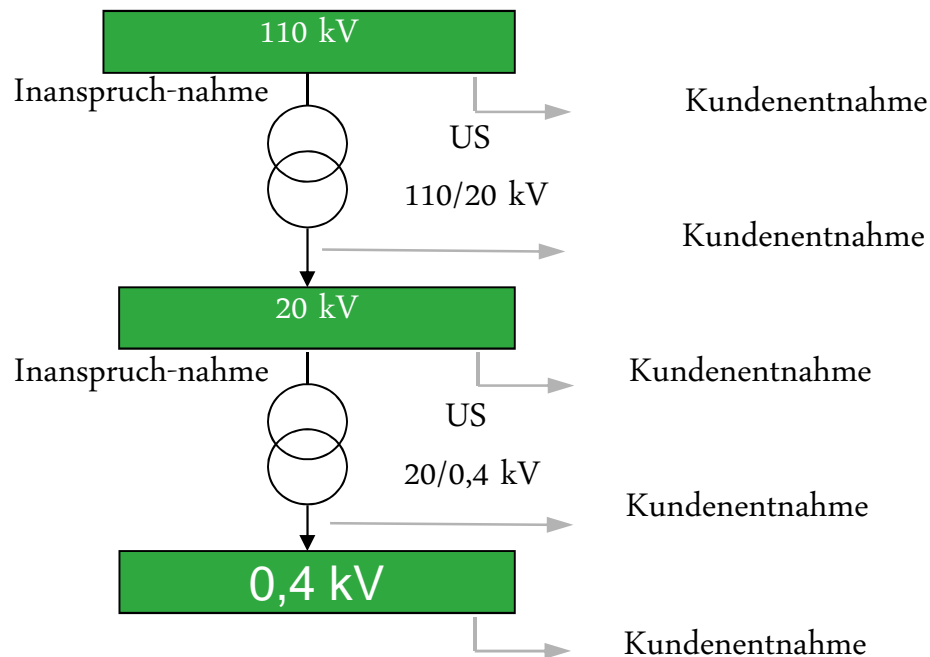 110 kV
Inanspruch-nahme
Kundenentnahme
US
110/20 kV
Kundenentnahme
20 kV
Inanspruch-nahme
Kundenentnahme
US
20/0,4 kV
Kundenentnahme
0,4 kV
Kundenentnahme